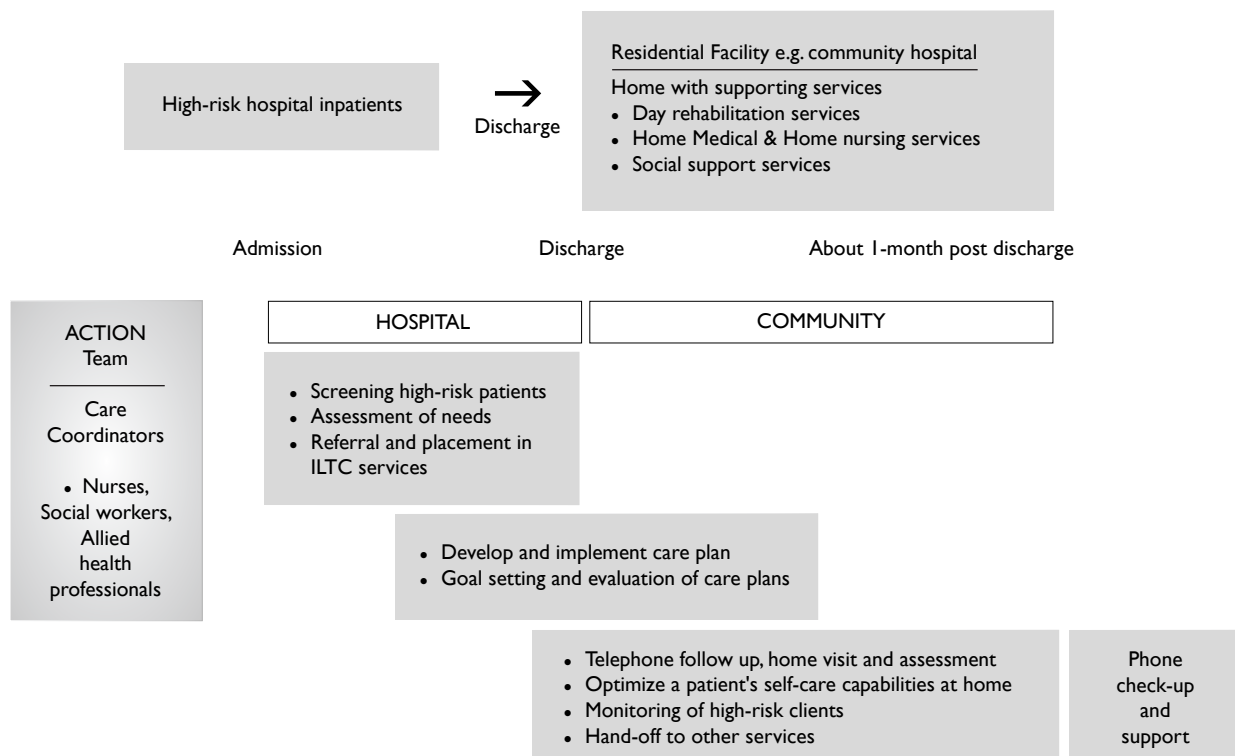 High-risk hospital inpatients
Discharge
Residential Facility e.g. community hospital
Home with supporting services
• Day rehabilitation services
• Home Medical & Home nursing services
• Social support services
Admission
Discharge
About 1-month post discharge
ACTION
Team
Care
Coordinators
• Nurses,
Social workers,
Allied
health
professionals
HOSPITAL
COMMUNITY
• Screening high-risk patients
• Assessment of needs
• Referral and placement in
ILTC services
• Develop and implement care plan
• Goal setting and evaluation of care plans
• Telephone follow up, home visit and assessment
• Optimize a patient's self-care capabilities at home
• Monitoring of high-risk clients
• Hand-off to other services
Phone
check-up
and
support